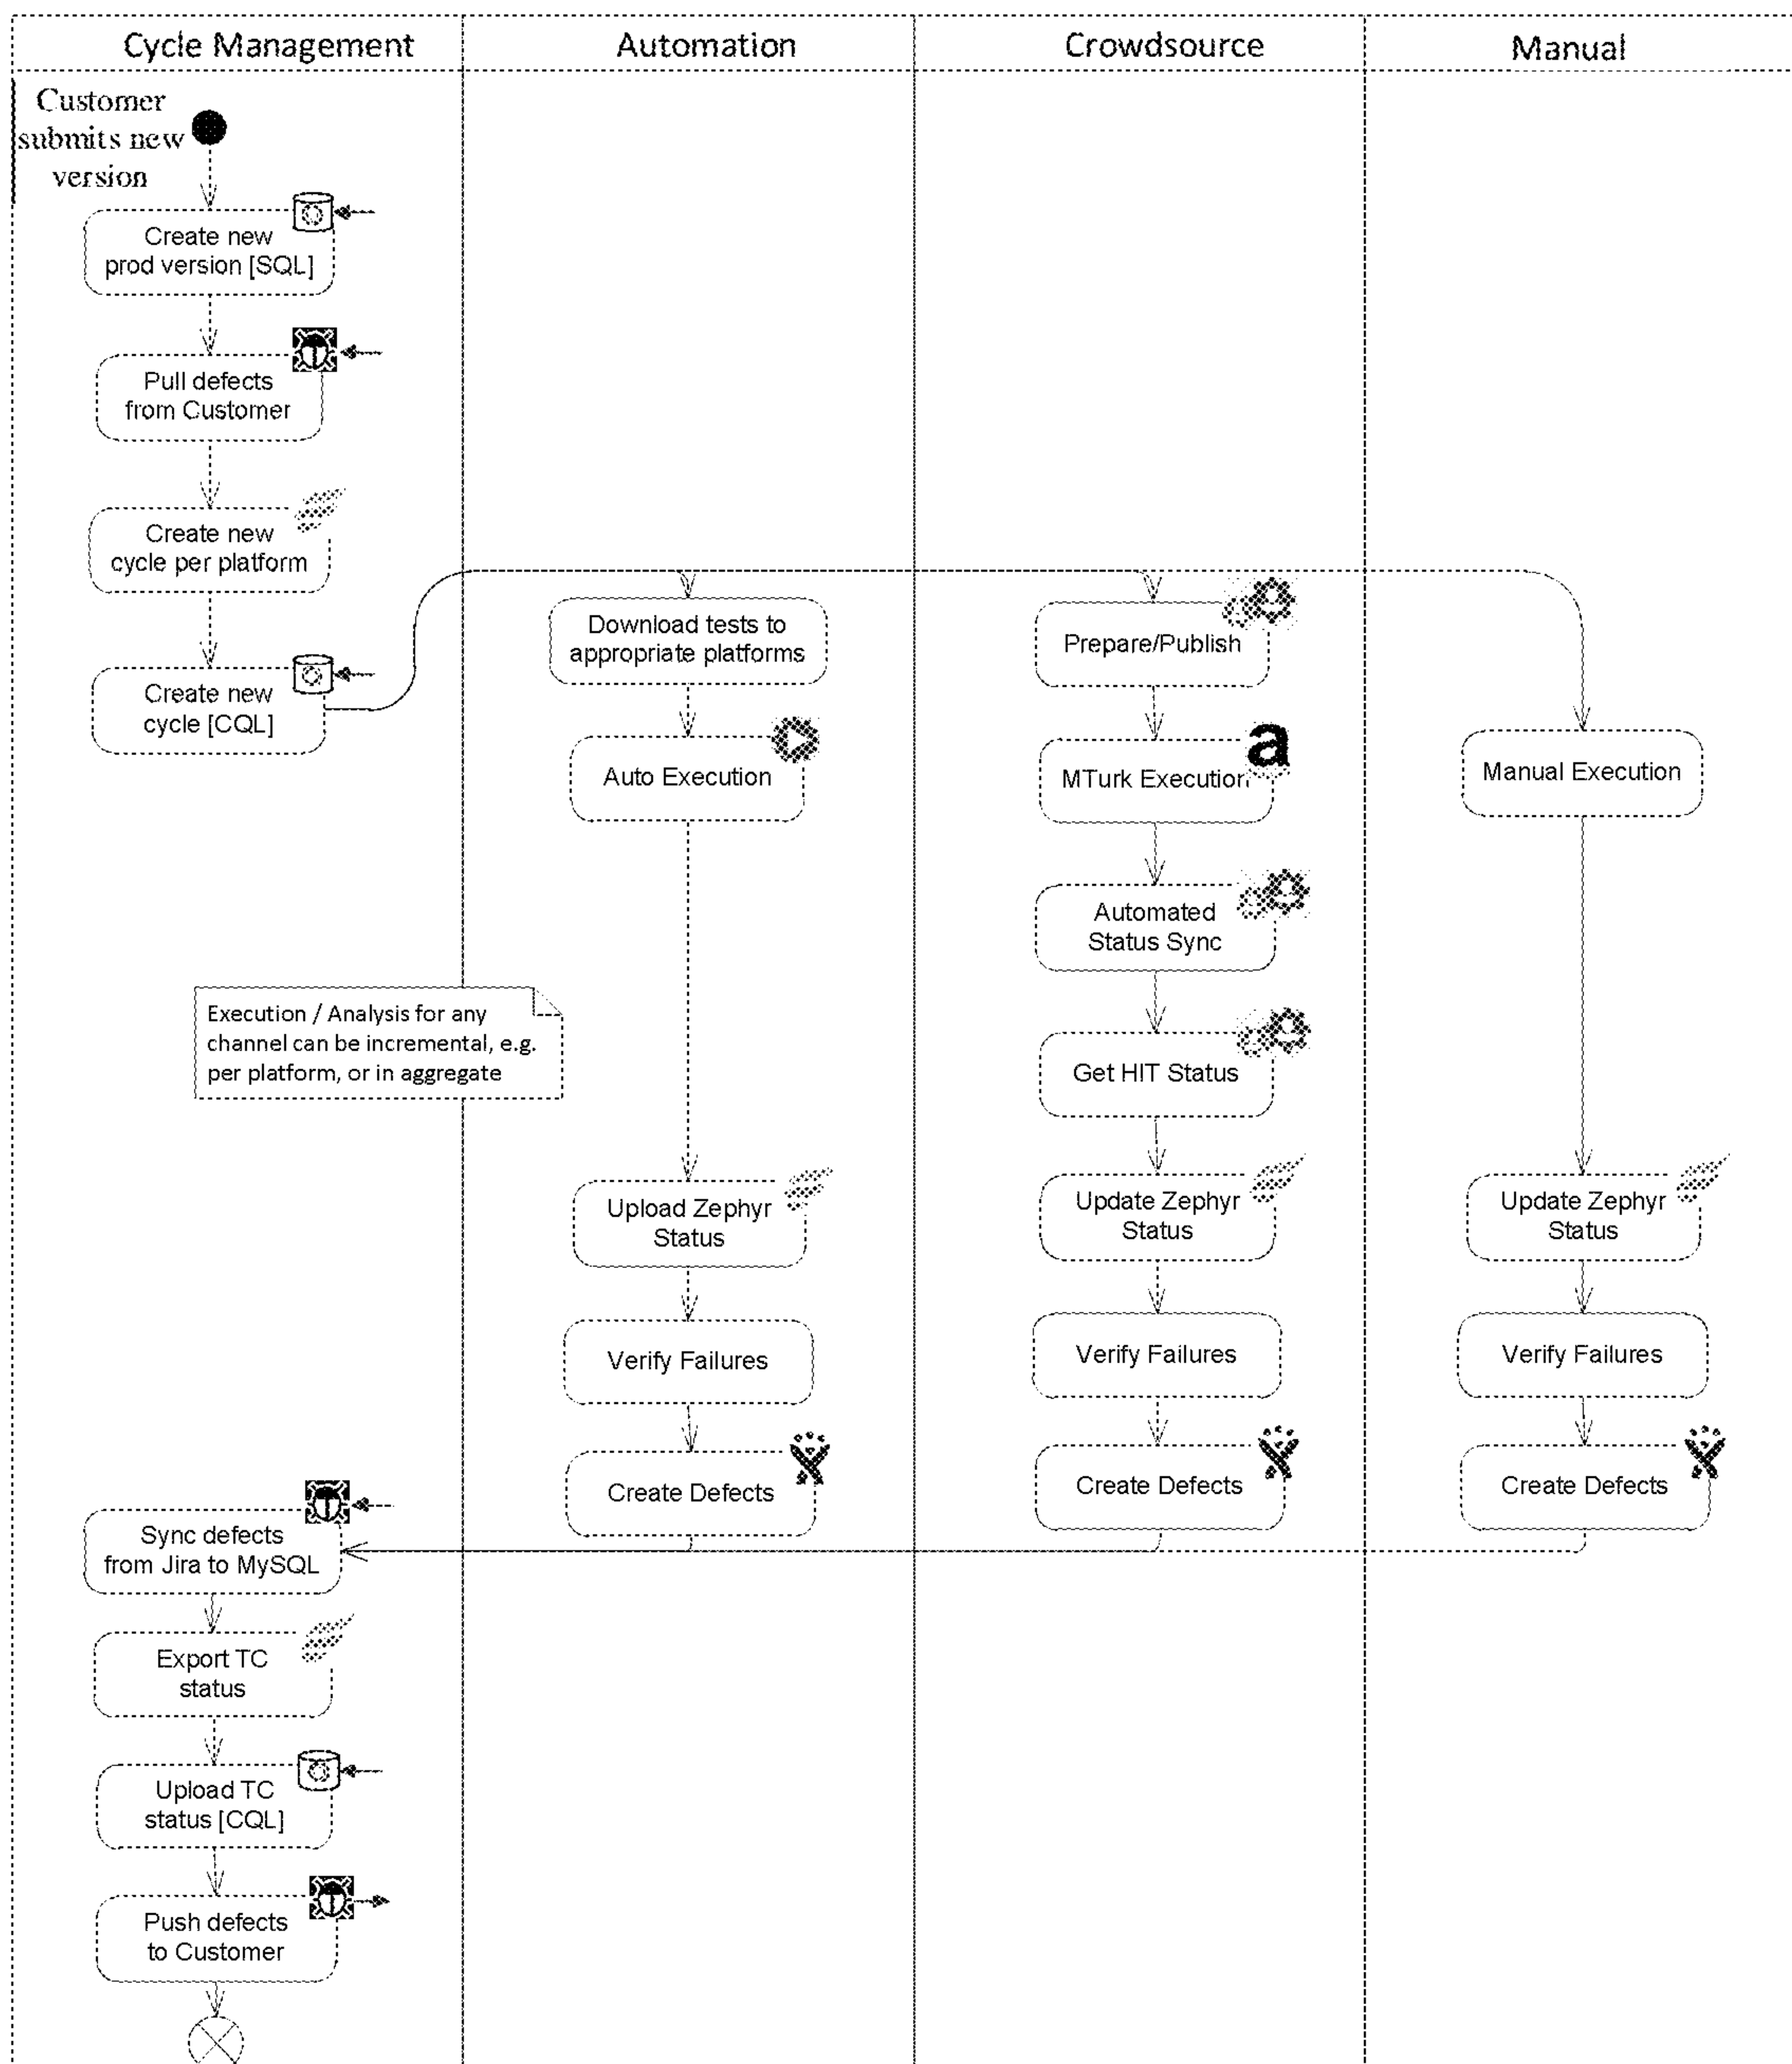 Cycle Management
Automation
Crowdsource
Manual
Customer
submits new
version
Create new
prod version [SQL]
Pull defects
from Customer
Create new
cycle per platform
Create new
cycle [CQL]
Download tests to
appropriate platforms
Auto Execution
Prepare/Publish
a
MTurk Execution
Automated
Status Sync
Get HIT Status
Manual Execution
Execution / Analysis for any
channel can be incremental, e.g.
per platform, or in aggregate
Upload Zephyr
Status
Verify Failures
Create Defects
Update Zephyr
Status
Verify Failures
Create Defects
Update Zephyr
Status
Verify Failures
Create Defects
Sync defects
from Jira to MySQL
Export TC
status
Upload TC
status [CQL]
Push defects
to Customer